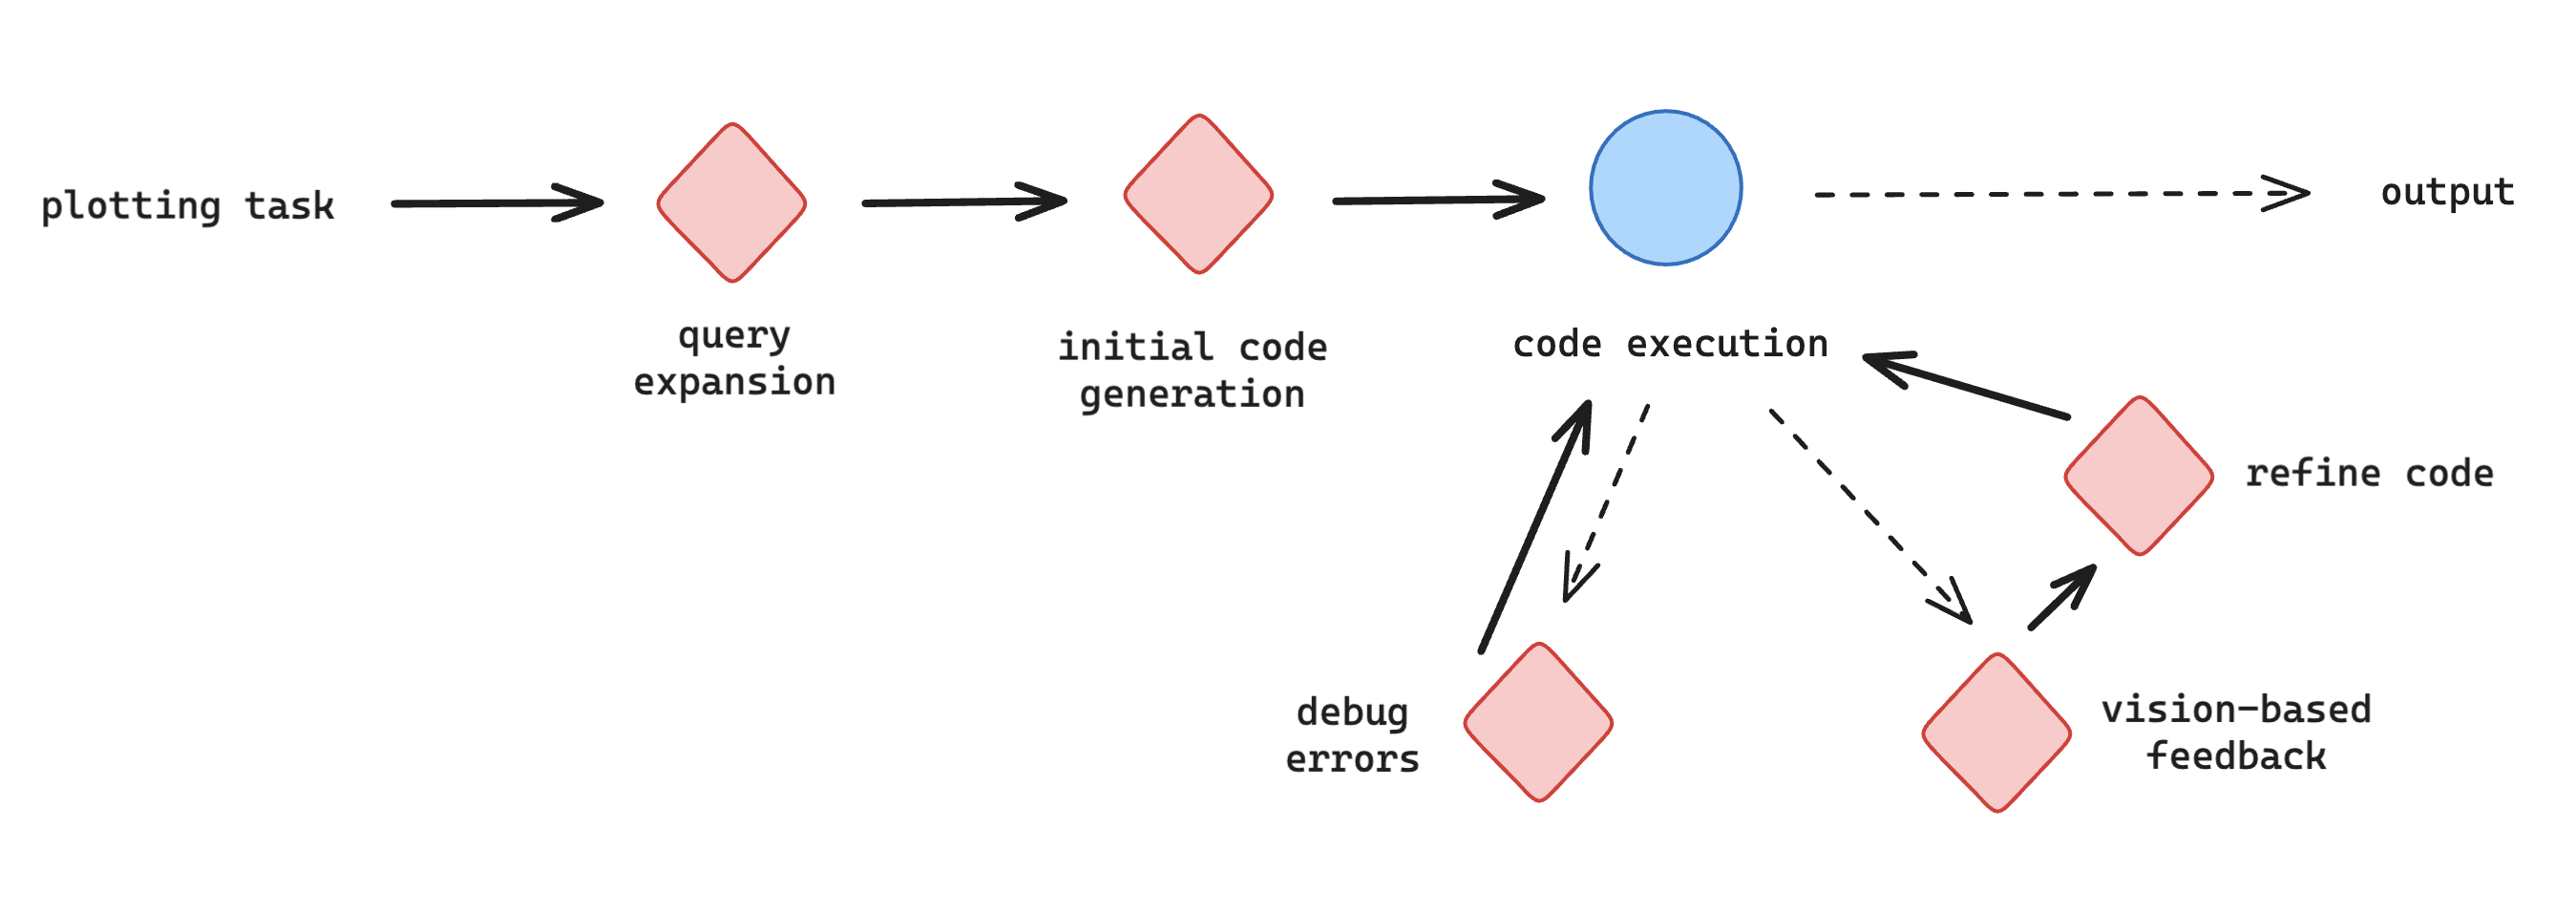 plotting task
query
expansion
initial code
generation
code execution
output
refine code
debug
errors
vision-based
feedback